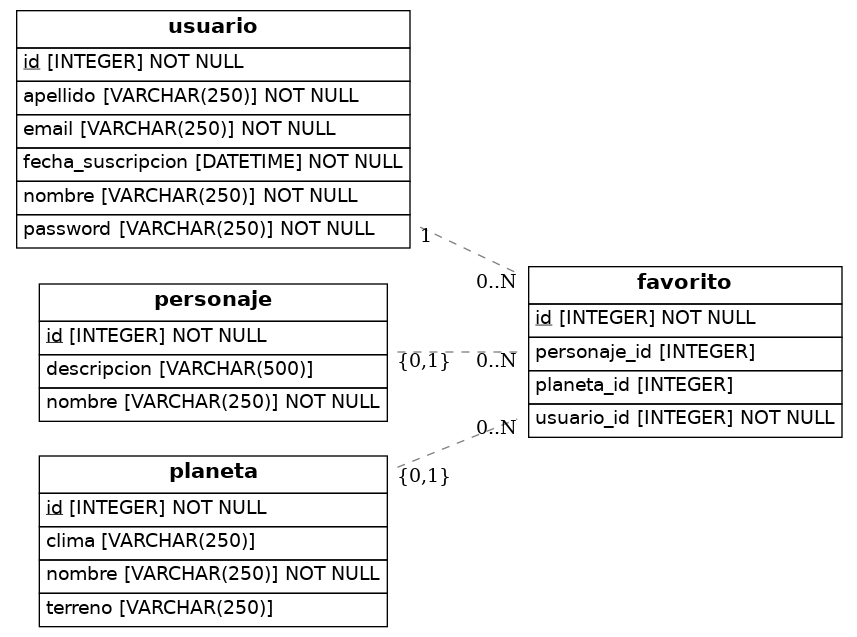 usuario
id [INTEGER] NOT NULL
apellido [VARCHAR(250)] NOT NULL
email [VARCHAR(250)] NOT NULL
fecha_suscripcion [DATETIME] NOT NULL
nombre [VARCHAR(250)] NOT NULL
password [VARCHAR(250)] NOT NULL
1
0..N
personaje
id [INTEGER] NOT NULL
descripcion [VARCHAR(500)]
nombre [VARCHAR(250)] NOT NULL
{0,1}
0..N
planeta
id [INTEGER] NOT NULL
clima [VARCHAR(250)]
nombre [VARCHAR(250)] NOT NULL
terreno [VARCHAR(250)]
{0,1}
0..N
favorito
id [INTEGER] NOT NULL
personaje_id [INTEGER]
planeta_id [INTEGER]
usuario_id [INTEGER] NOT NULL